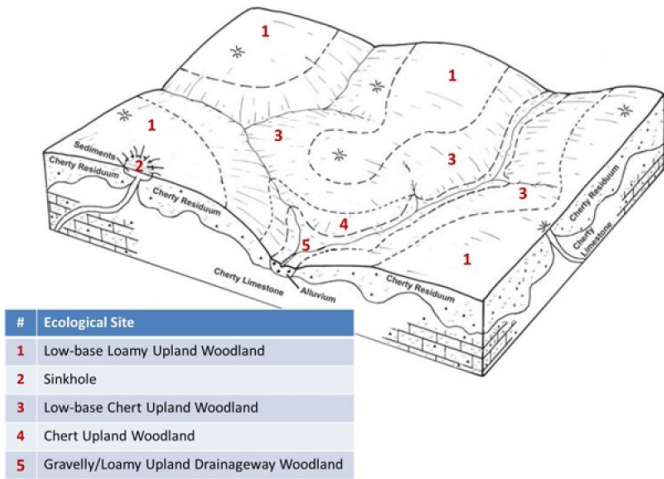 1
1
1
3
Sediments
2
Cherty Residuum
Cherty Residuum
3
3
Cherty Residuum
Cherty
Limestone
4
5
1
Cherty Limestone
Alluvium
Cherty Residuum
# Ecological Site
1 Low-base Loamy Upland Woodland
2 Sinkhole
3 Low-base Chert Upland Woodland
4 Chert Upland Woodland
5 Gravelly/Loamy Upland Drainageway Woodland